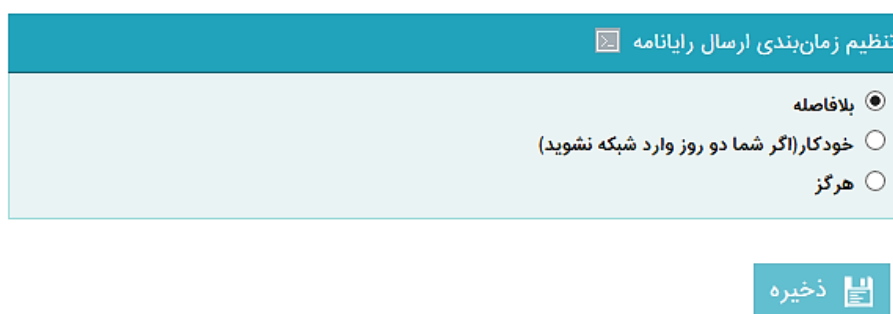 تنظیم زمان‌بندی ارسال رایانامه
بلافاصله
خودکار(اگر شما دو روز وارد شبکه نشوید)
هرگز
ذخیره